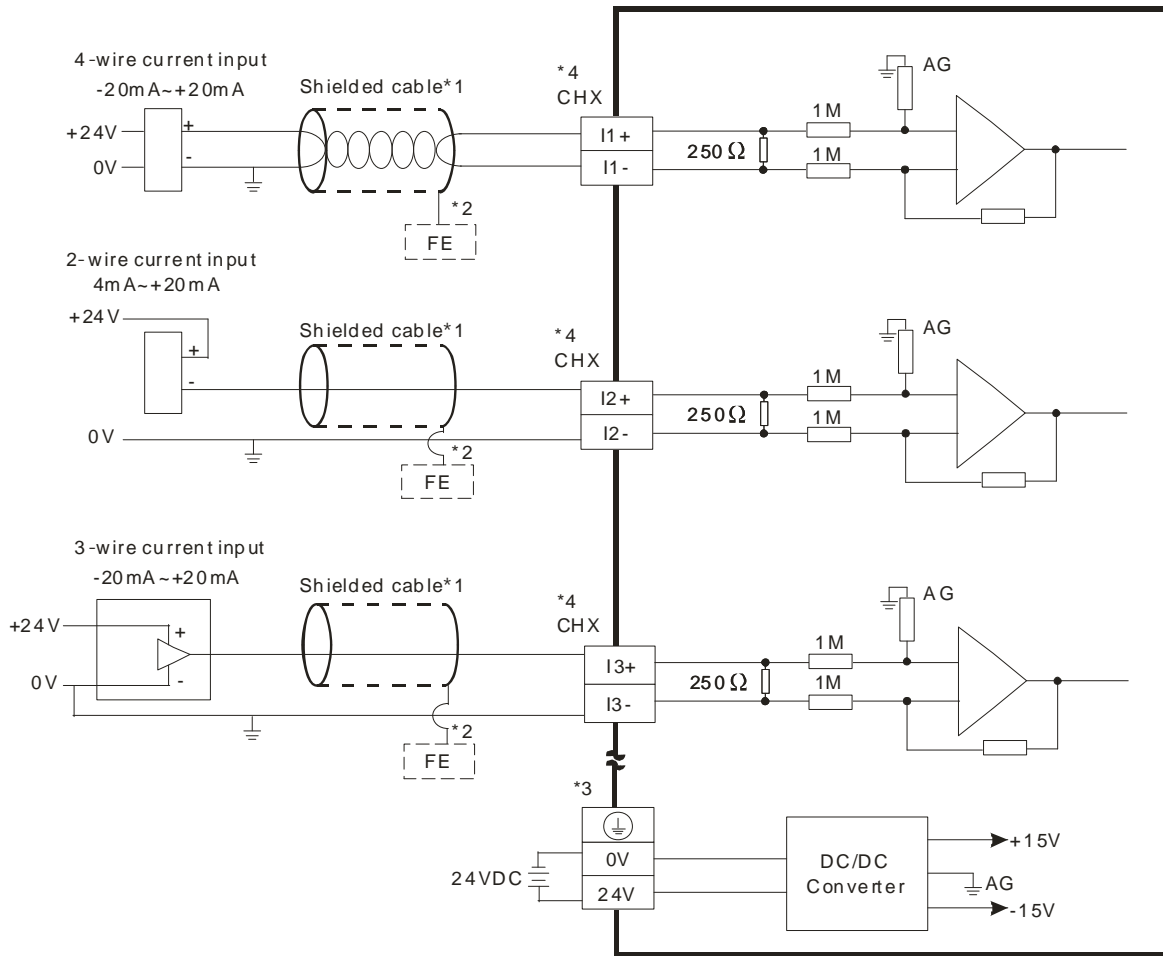 4-wire current input
-20mA~+20mA
Shielded cable*1
*4
CHX
AG
+24V
+
0V
-
I1+
I1-
250Ω
1M
1M
*2
FE
2-wire current input
4mA~+20mA
+24V
+
-
0V
Shielded cable*1
*4
CHX
AG
I2+
I2-
250Ω
1M
1M
*2
FE
3-wire current input
-20mA~+20mA
+24V
+
0V
-
Shielded cable*1
*4
CHX
AG
I3+
I3-
250Ω
1M
1M
*2
FE
*3
24VDC
0V
24V
DC/DC
Converter
+15V
AG
-15V